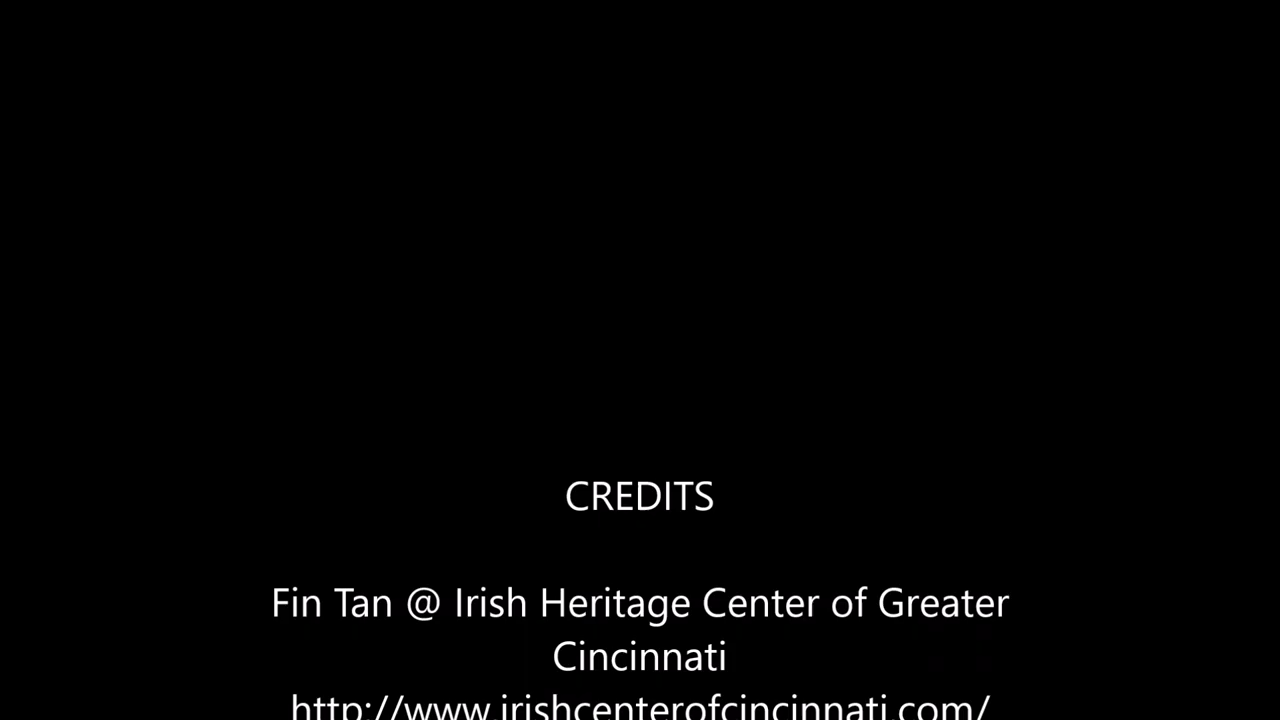 CREDITS
Fin Tan @ Irish Heritage Center of Greater
Cincinnati
http://www.irishcenterofcincinnati.com/